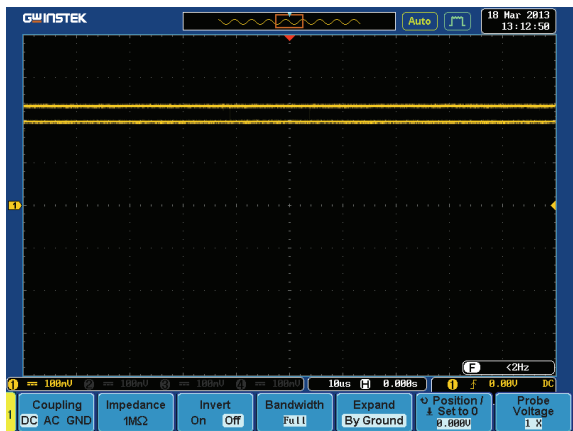 GWINSTEK
Auto
18 Mar 2013
13:12:50
1
1 100mV 2 100mV 3 100mV 4 100mV
10us H 0.000s
1 0.00V DC
F <2Hz
1
Coupling
DC AC GND
Impedance
1MΩ
Invert
On Off
Bandwidth
Full
Expand
By Ground
Position /
Set to 0
0.000V
Probe
Voltage
1 X